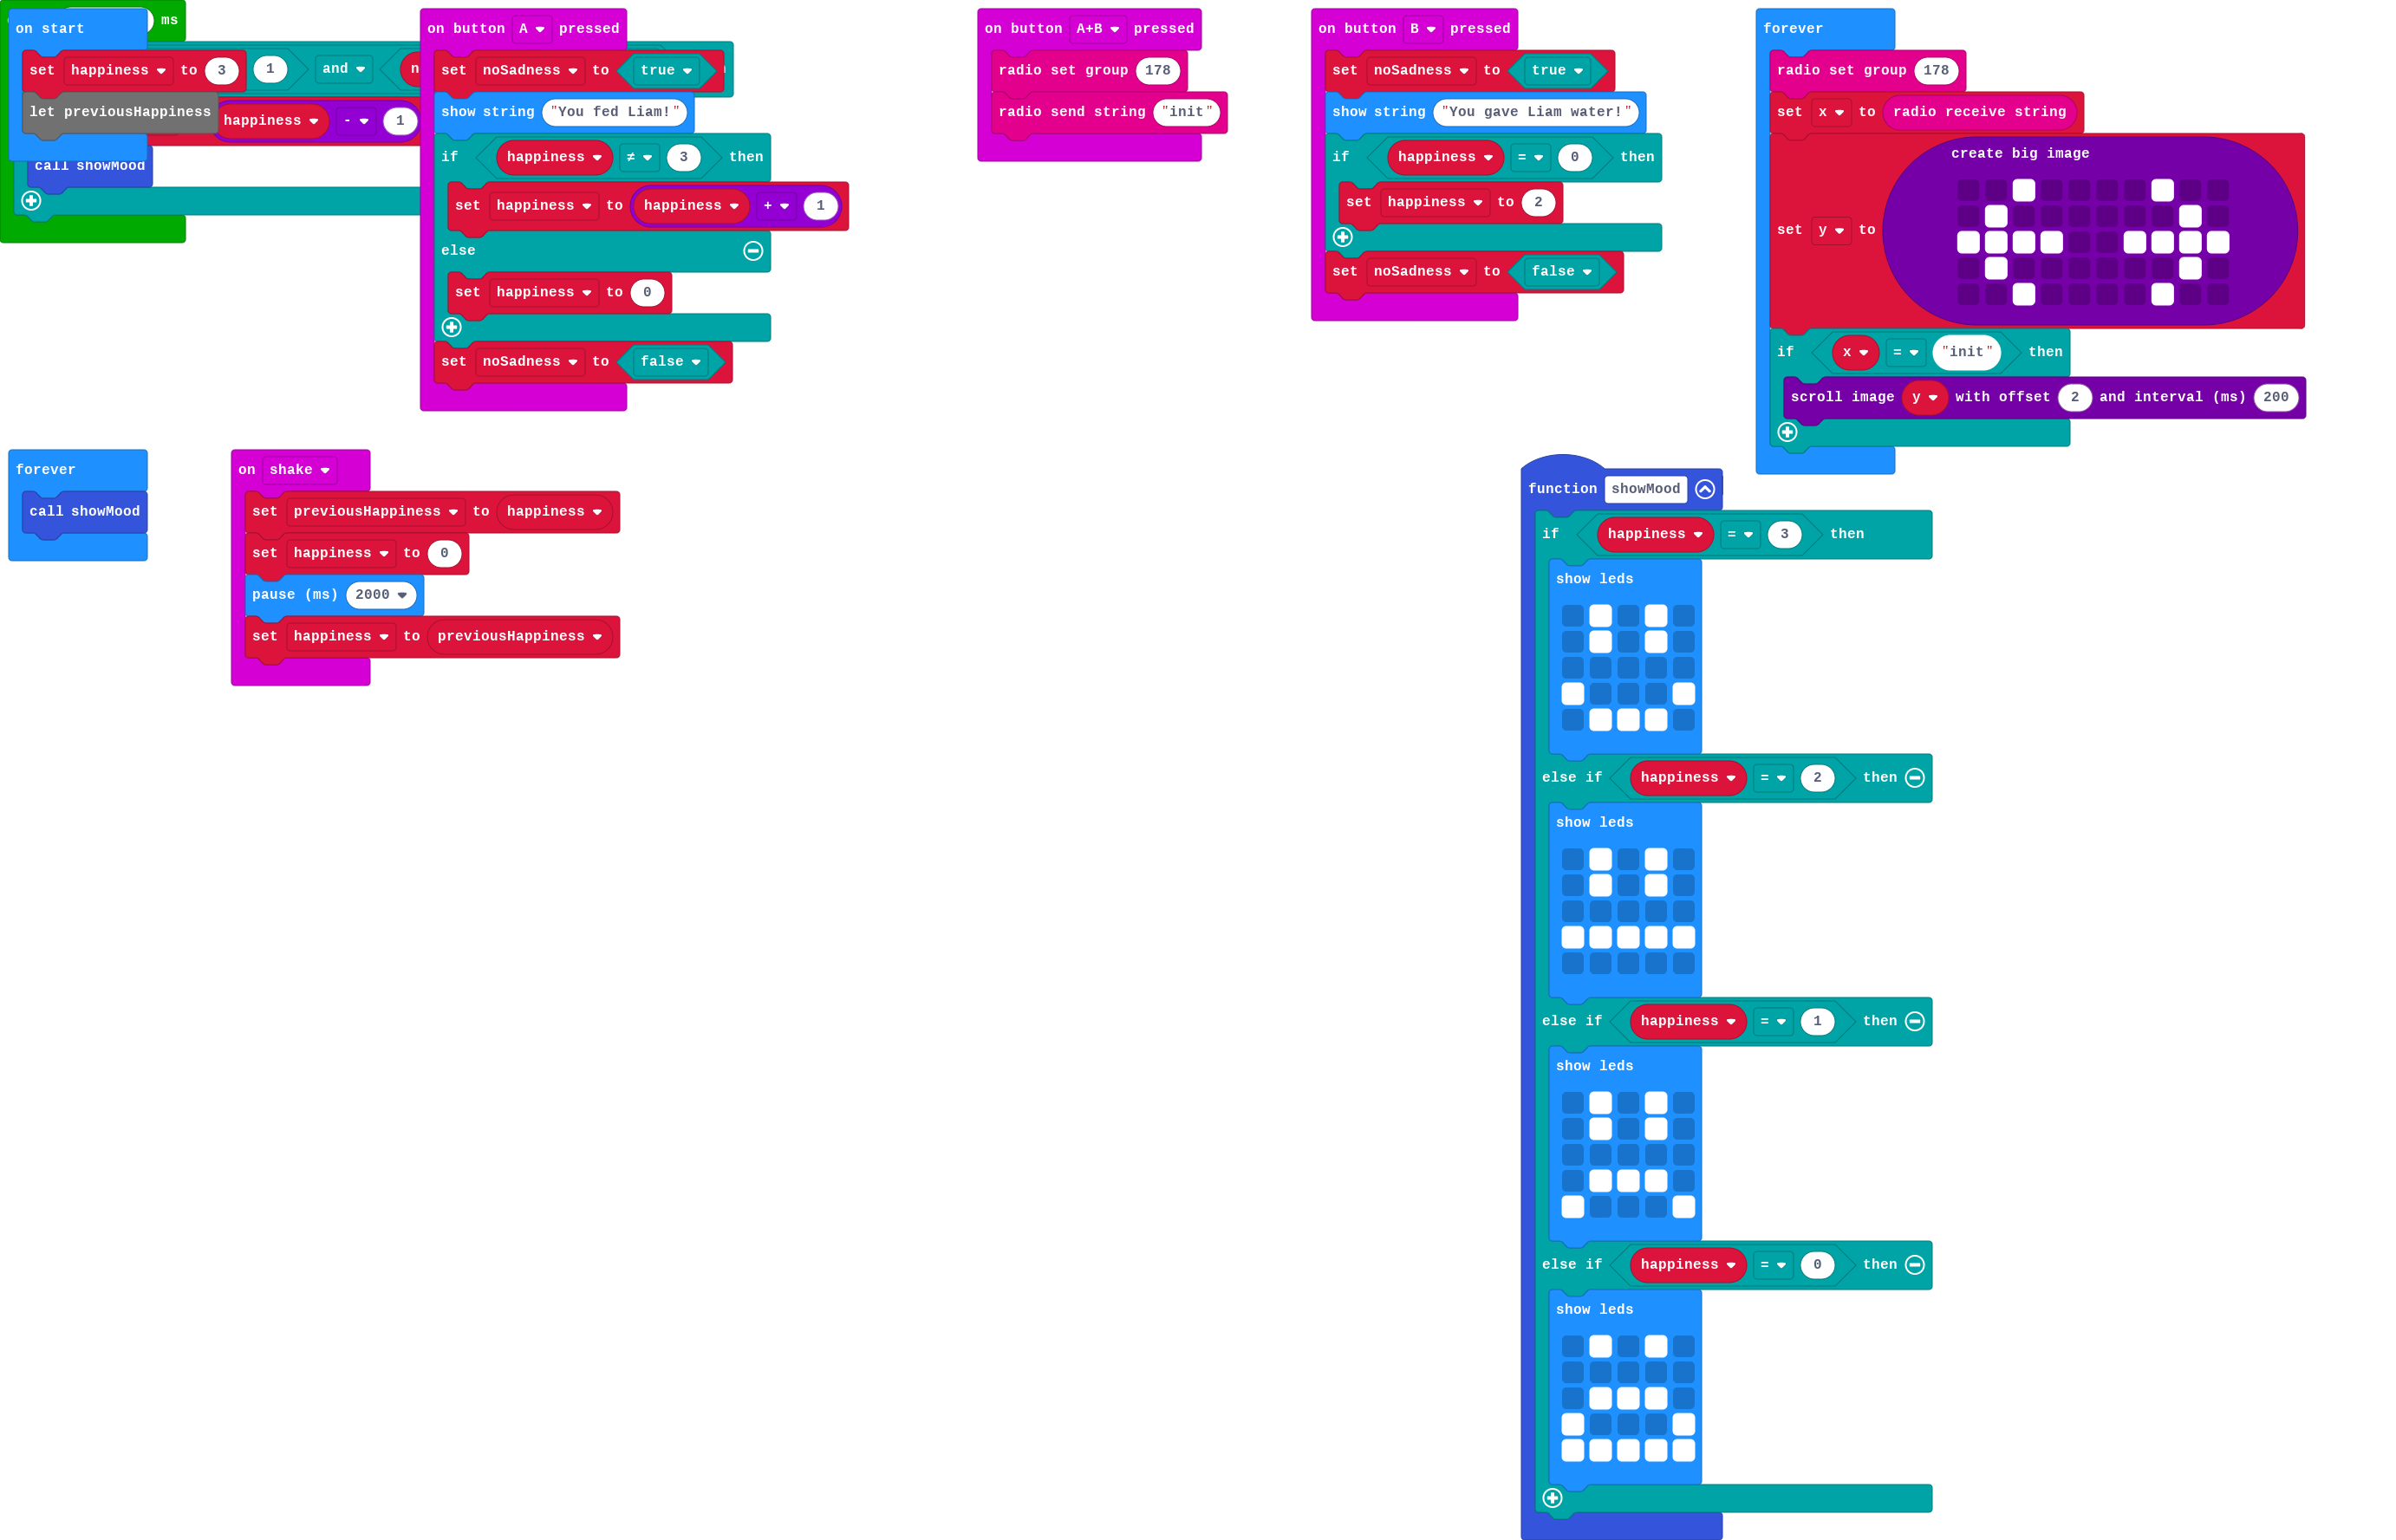 ms
on start
set happiness to 3
1 and
let previousHappiness
happiness - 1
call showMood
on button A pressed
set noSadness to true
show string "You fed Liam!"
if happiness ≠ 3 then
set happiness to happiness + 1
else
set happiness to 0
set noSadness to false
on button A+B pressed
radio set group 178
radio send string "init"
on button B pressed
set noSadness to true
show string "You gave Liam water!"
if happiness = 0 then
set happiness to 2
set noSadness to false
forever
radio set group 178
set x to radio receive string
create big image
set y to
if x = "init" then
scroll image y with offset 2 and interval (ms) 200
forever
call showMood
on shake
set previousHappiness to happiness
set happiness to 0
pause (ms) 2000
set happiness to previousHappiness
function showMood
if happiness = 3 then
show leds
else if happiness = 2 then
show leds
else if happiness = 1 then
show leds
else if happiness = 0 then
show leds